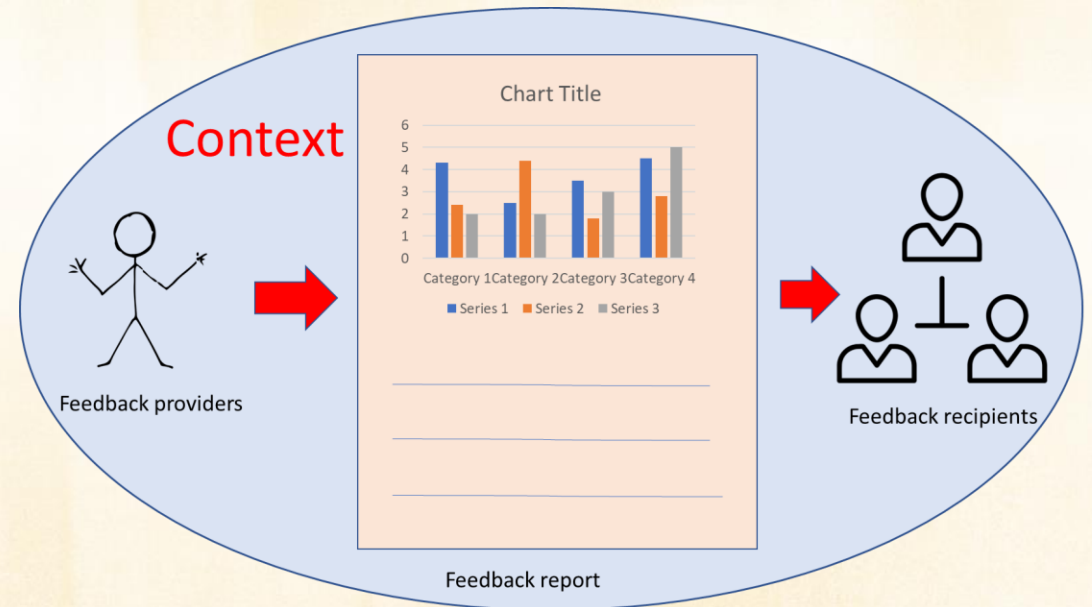 Context
Chart Title
6
5
4
3
2
1
0
Category 1Category 2Category 3Category 4
Series 1 Series 2 Series 3
Feedback providers
Feedback recipients
Feedback report